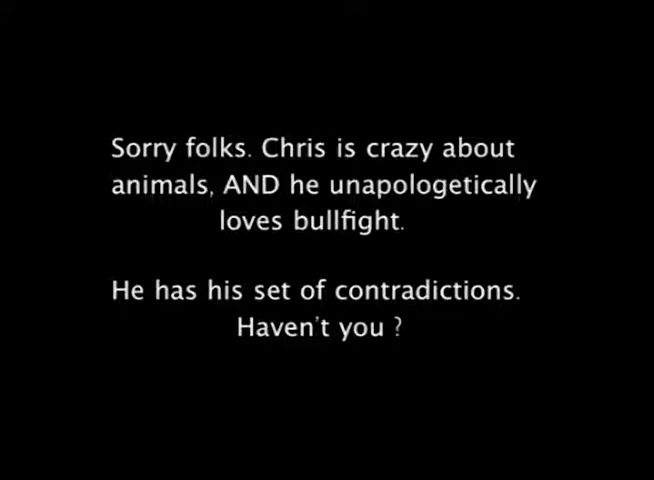 Sorry folks. Chris is crazy about
animals, AND he unapologetically
loves bullfight.
He has his set of contradictions.
Haven't you ?